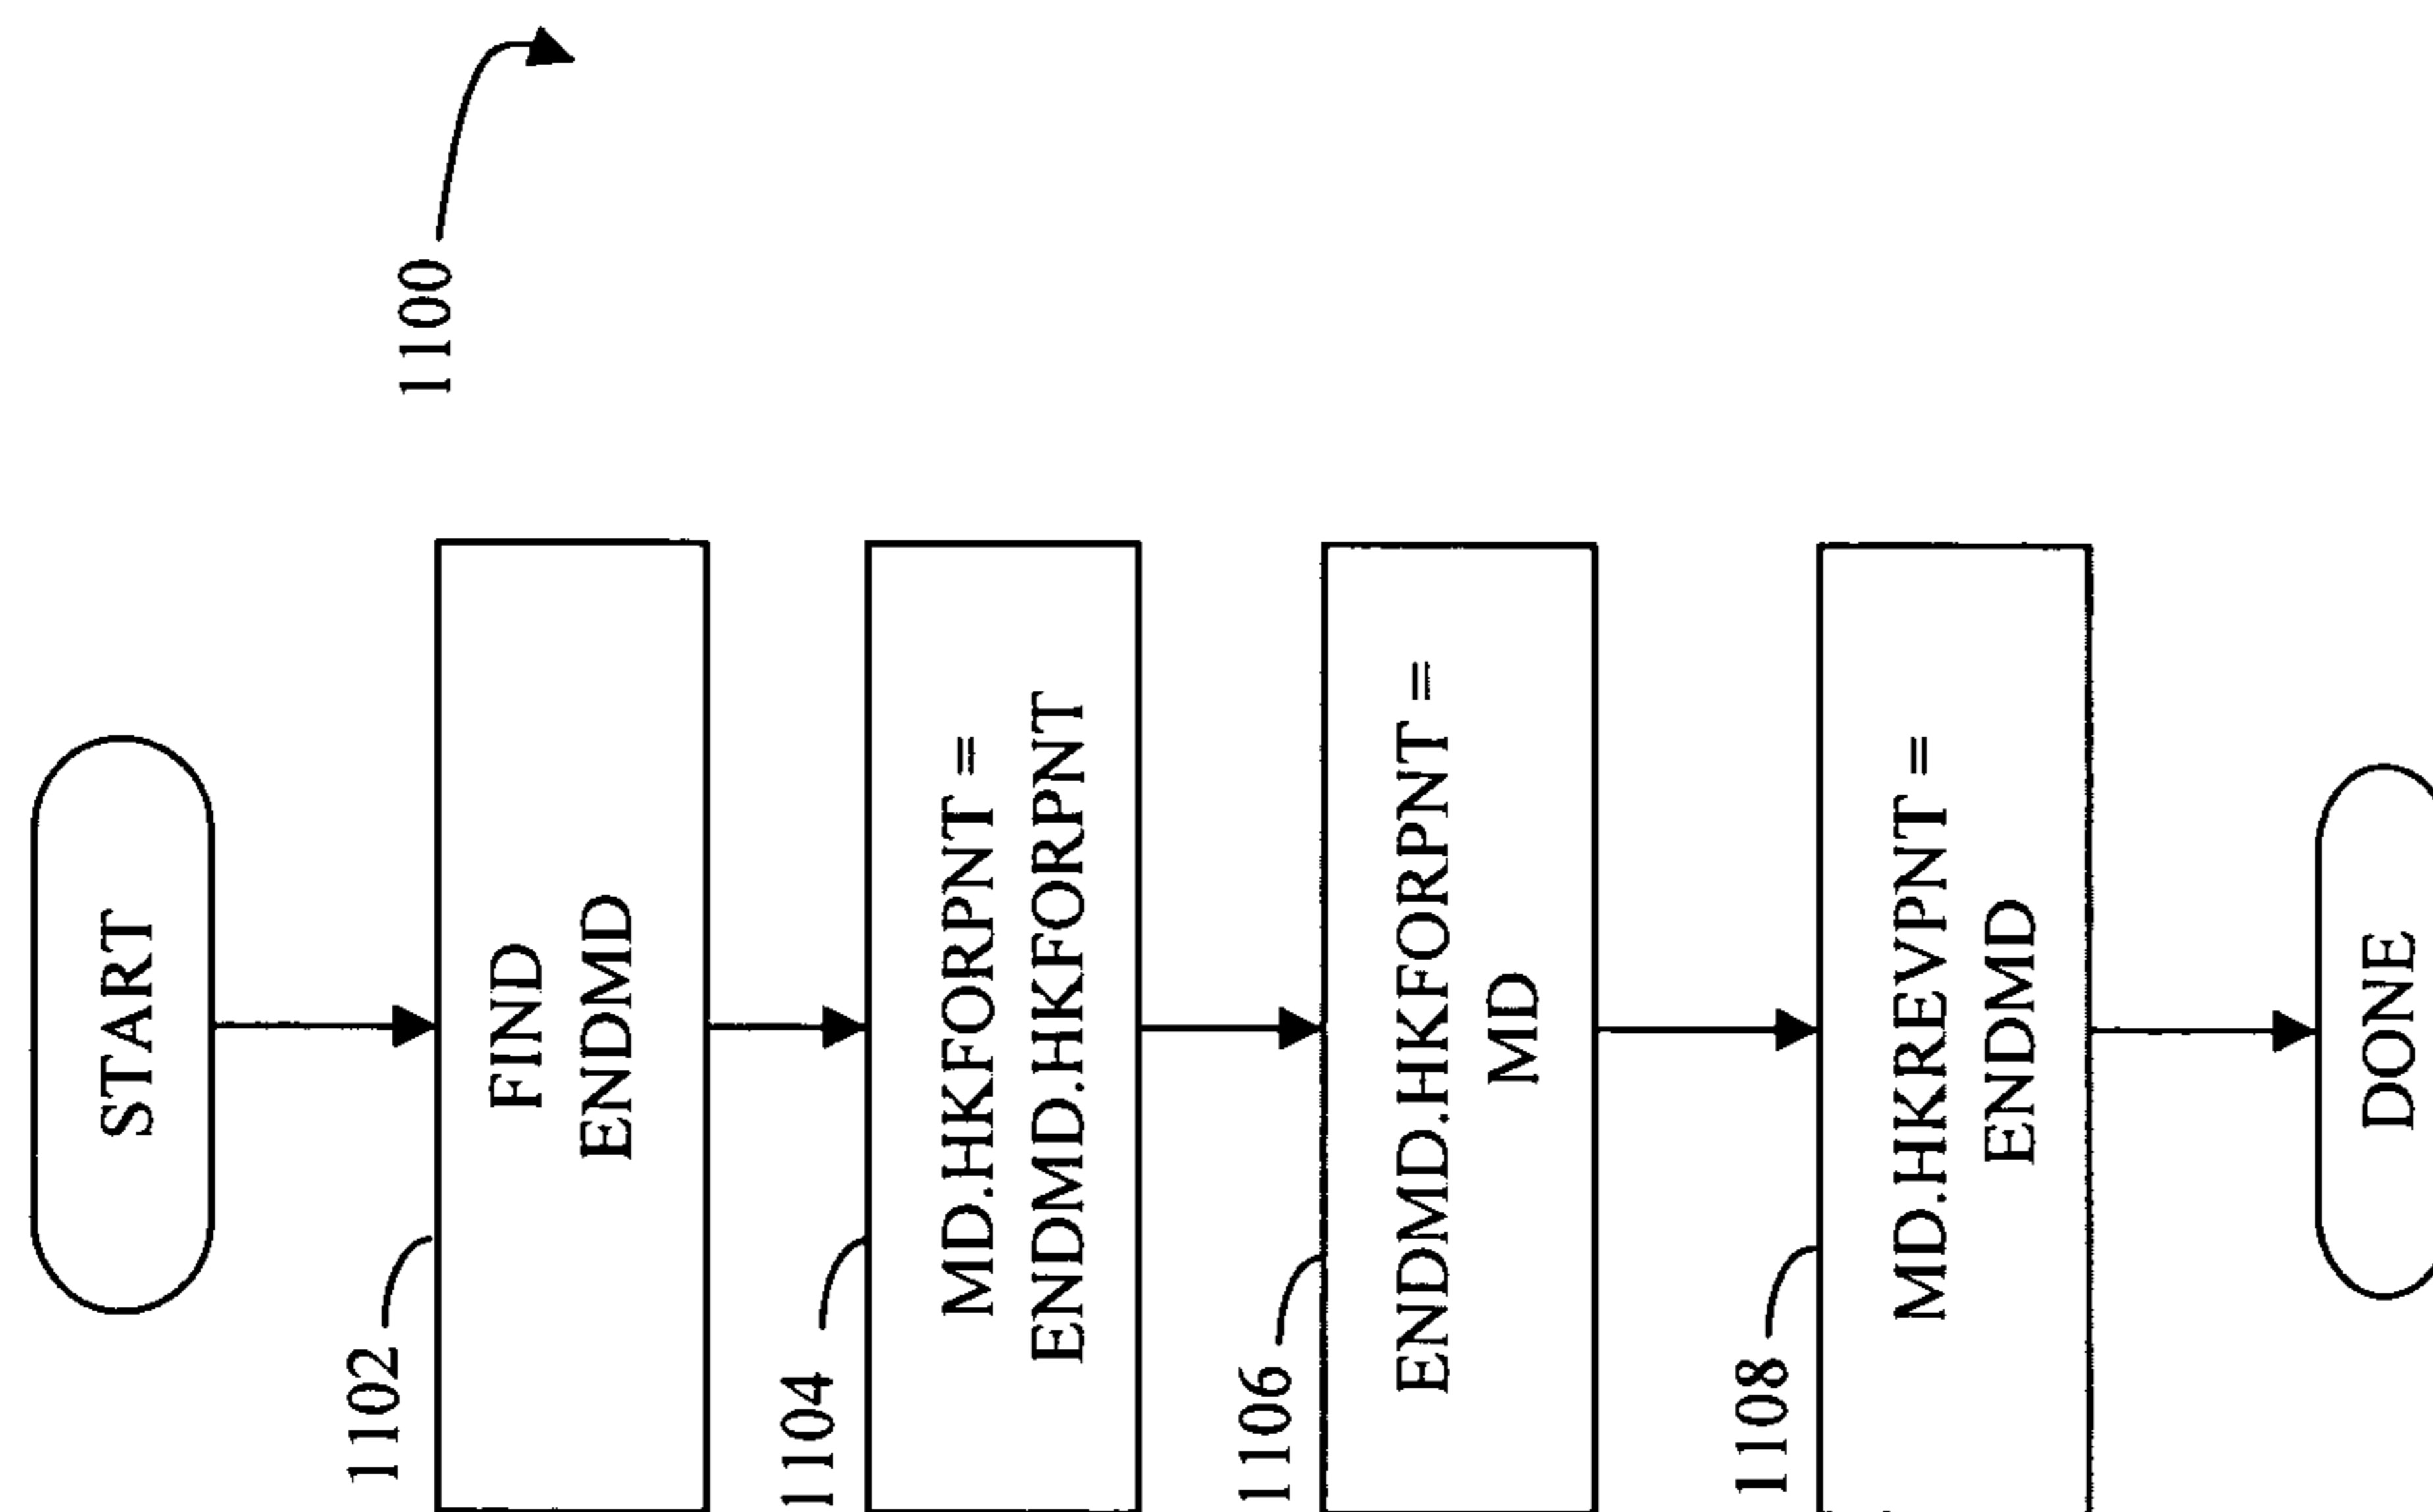 1100
START
1102
FIND
ENDMD
1104
MD.HKFORPNT =
ENDMD.HKFORPNT
1106
ENDMD.HKFORPNT =
MD
1108
MD.HKREVPNT =
ENDMD
DONE